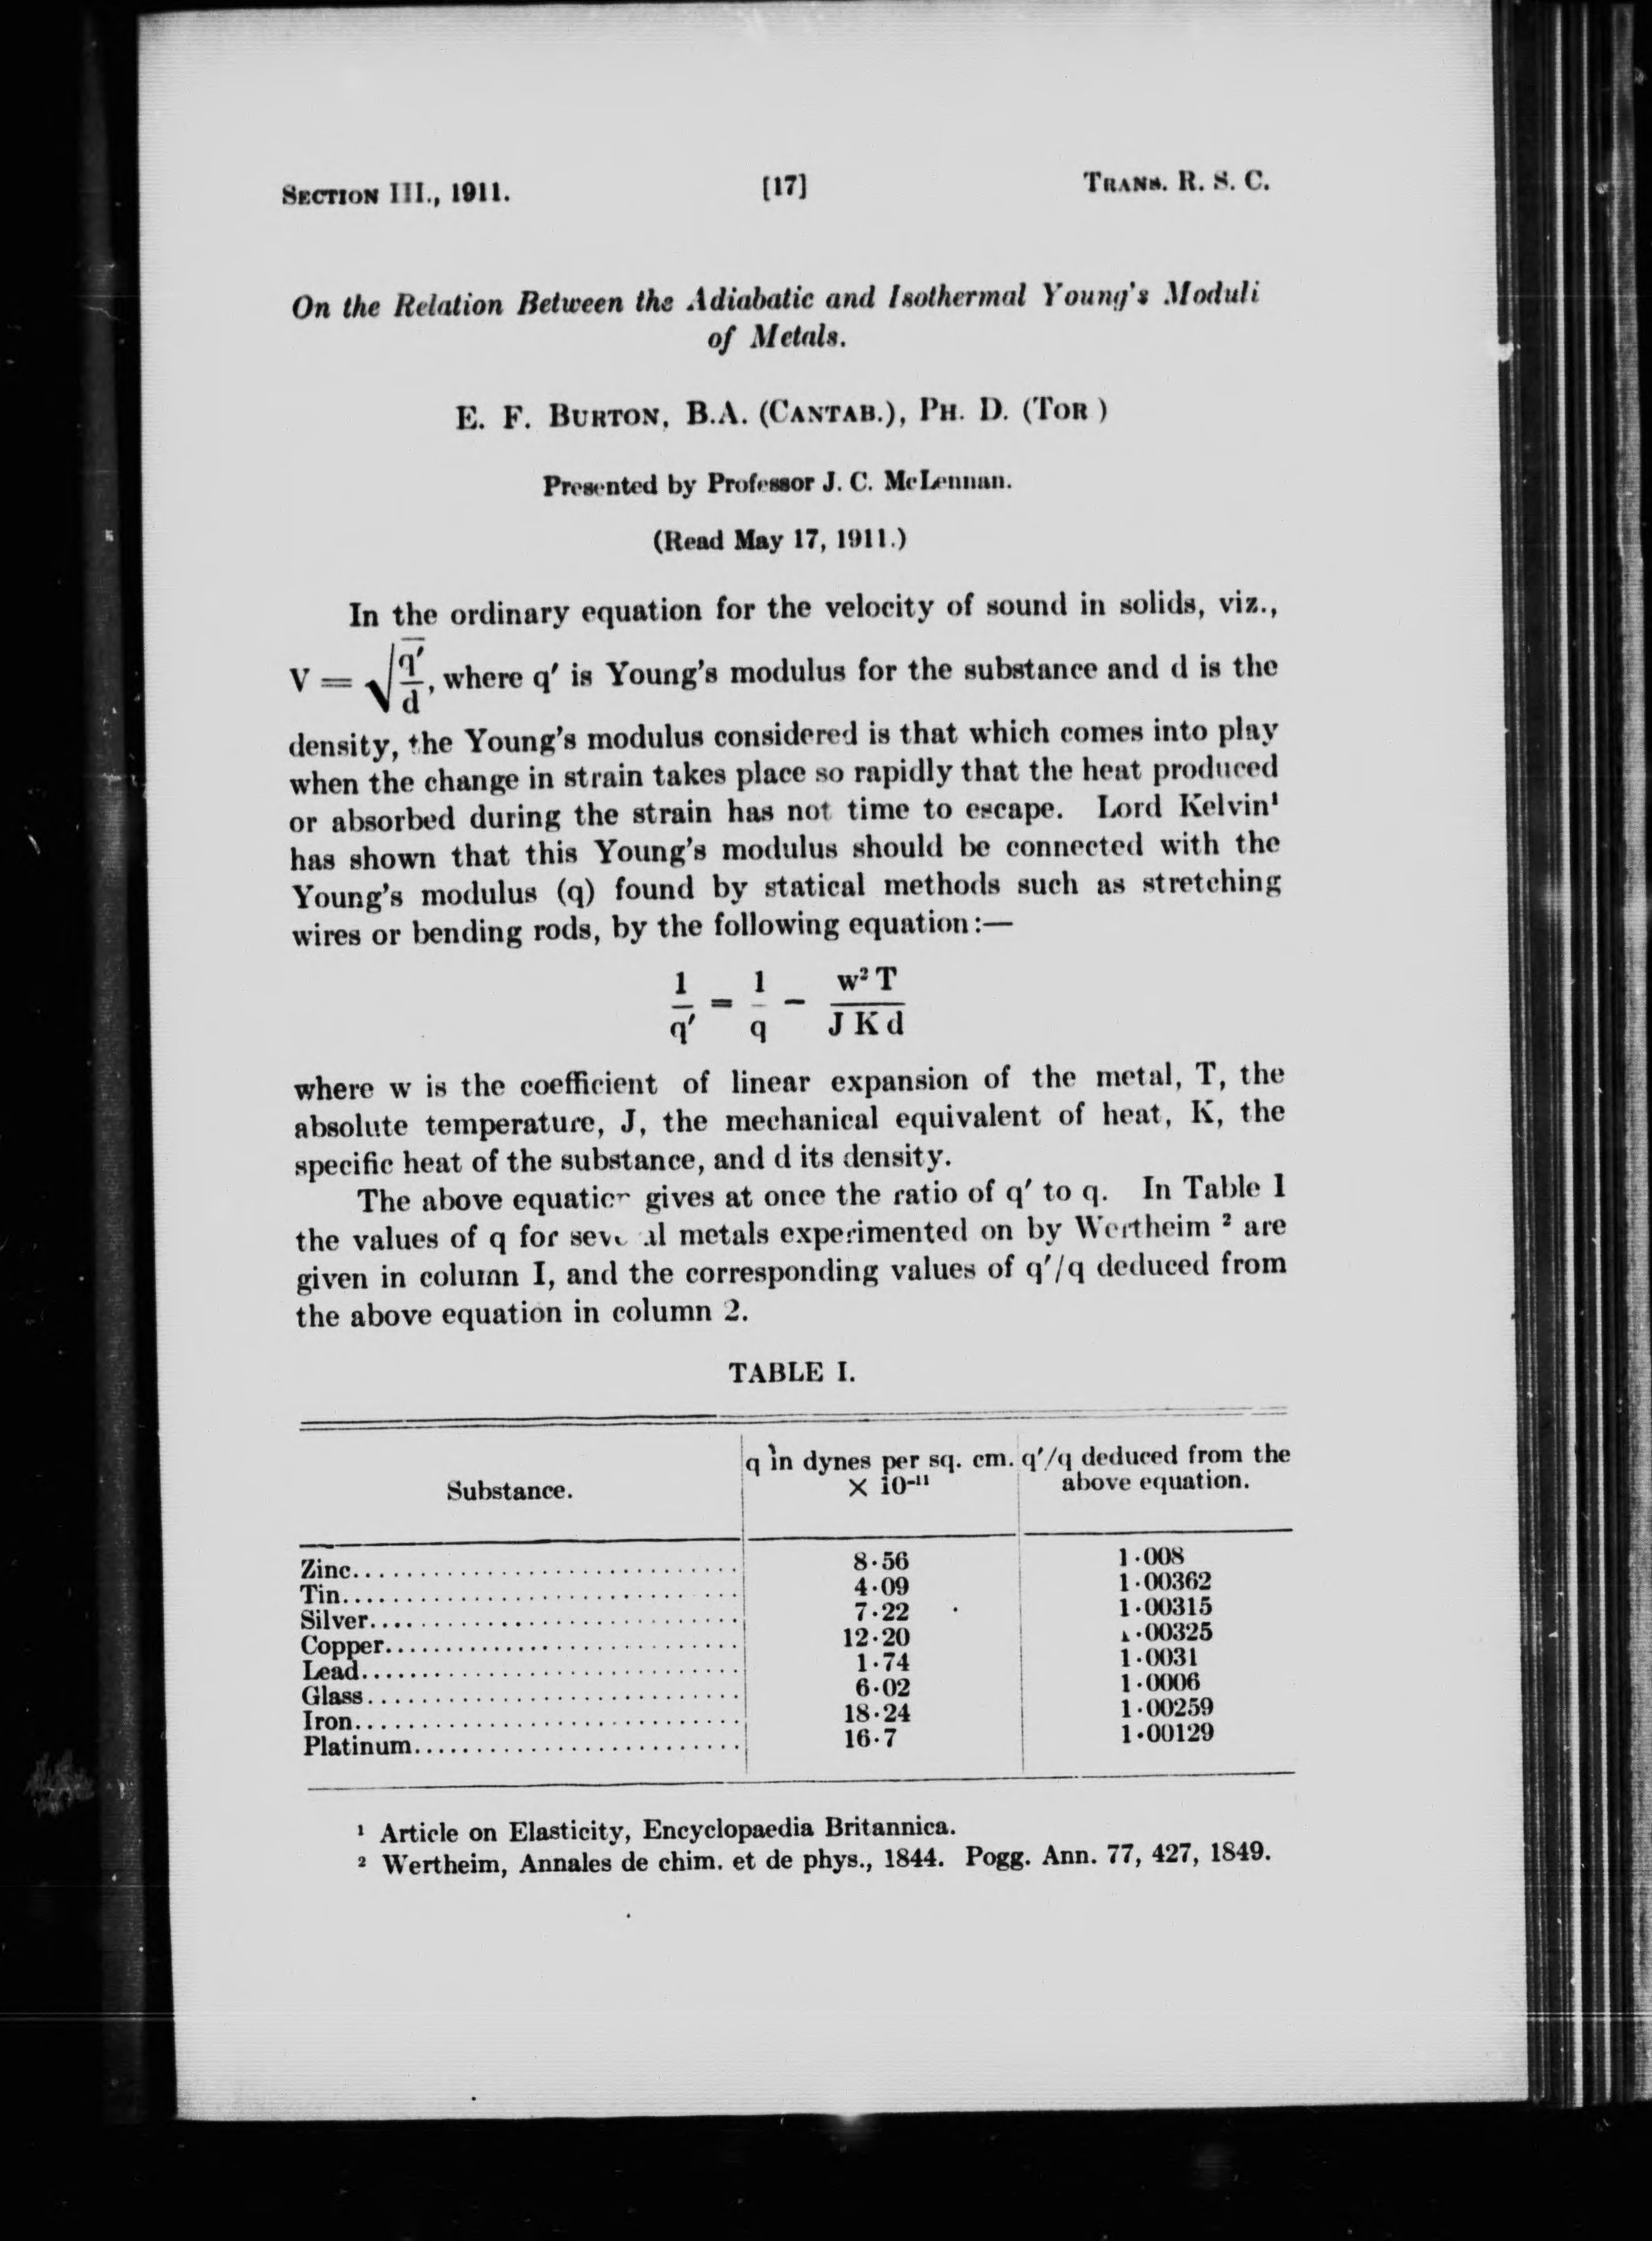 SECTION III., 1911. [17] TRANS. R. S. C.
On the Relation Between the Adiabatic and Isothermal Young's Moduli
of Metals.
E. F. BURTON, B.A. (CANTAB.), PH. D. (TOR )
Presented by Professor J. C. McLennan.
(Read May 17, 1911.)
In the ordinary equation for the velocity of sound in solids, viz.,
V = √(q′/d), where q′ is Young's modulus for the substance and d is the
density, the Young's modulus considered is that which comes into play
when the change in strain takes place so rapidly that the heat produced
or absorbed during the strain has not time to escape. Lord Kelvin¹
has shown that this Young's modulus should be connected with the
Young's modulus (q) found by statical methods such as stretching
wires or bending rods, by the following equation:—
1/q′ = 1/q − w² T/J K d
where w is the coefficient of linear expansion of the metal, T, the
absolute temperature, J, the mechanical equivalent of heat, K, the
specific heat of the substance, and d its density.
The above equation gives at once the ratio of q′ to q. In Table 1
the values of q for several metals experimented on by Wertheim ² are
given in column I, and the corresponding values of q′/q deduced from
the above equation in column 2.
TABLE I.
Substance. q in dynes per sq. cm. × 10⁻¹¹ q′/q deduced from the above equation.
Zinc.............................. 8·56 1·008
Tin.............................. 4·09 1·00362
Silver.............................. 7·22 1·00315
Copper.............................. 12·20 1·00325
Lead.............................. 1·74 1·0031
Glass.............................. 6·02 1·0006
Iron.............................. 18·24 1·00259
Platinum.............................. 16·7 1·00129
¹ Article on Elasticity, Encyclopaedia Britannica.
² Wertheim, Annales de chim. et de phys., 1844. Pogg. Ann. 77, 427, 1849.